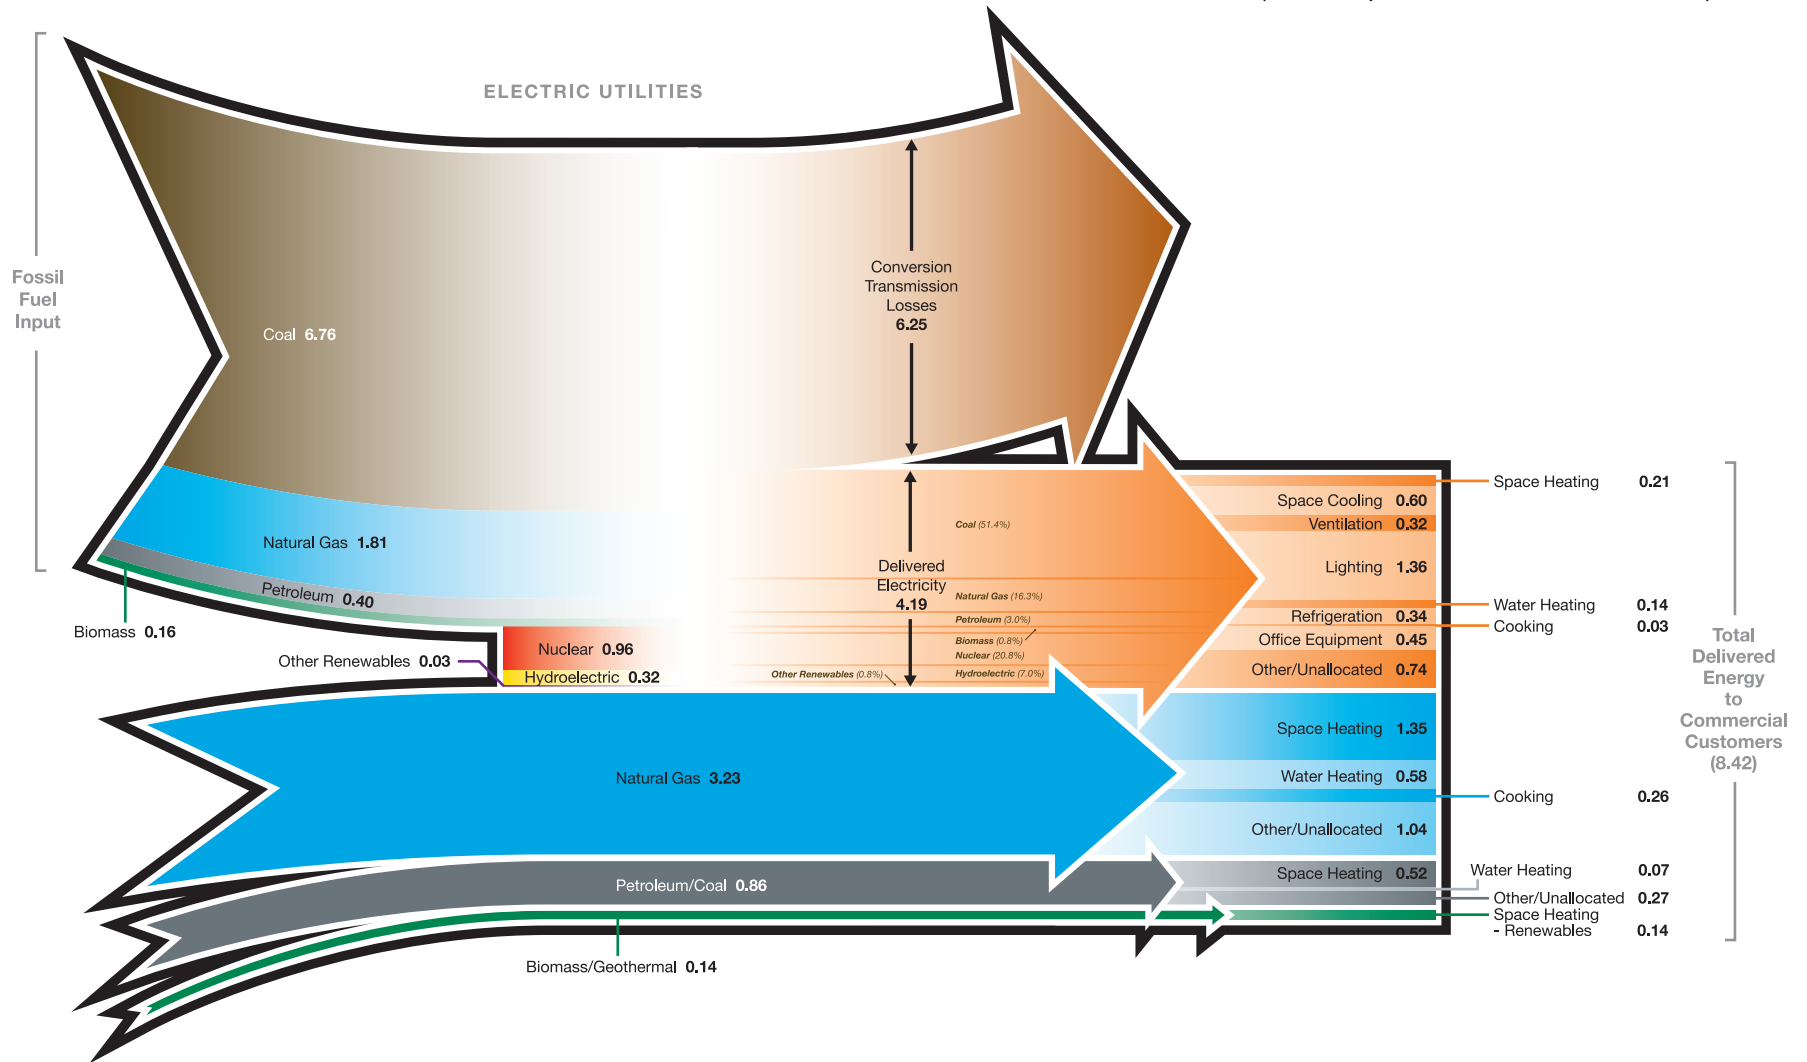 ELECTRIC UTILITIES
Fossil
Fuel
Input
Coal 6.76
Conversion
Transmission
Losses
6.25
Natural Gas 1.81
Petroleum 0.40
Biomass 0.16
Nuclear 0.96
Other Renewables 0.03
Hydroelectric 0.32
Delivered
Electricity
4.19
Coal (51.4%)
Natural Gas (16.3%)
Petroleum (3.0%)
Biomass (0.8%)
Nuclear (20.8%)
Other Renewables (0.8%)
Hydroelectric (7.0%)
Space Heating 0.21
Space Cooling 0.60
Ventilation 0.32
Lighting 1.36
Water Heating 0.14
Refrigeration 0.34
Cooking 0.03
Office Equipment 0.45
Other/Unallocated 0.74
Natural Gas 3.23
Space Heating 1.35
Water Heating 0.58
Cooking 0.26
Other/Unallocated 1.04
Petroleum/Coal 0.86
Space Heating 0.52
Water Heating 0.07
Other/Unallocated 0.27
Space Heating
- Renewables 0.14
Biomass/Geothermal 0.14
Total
Delivered
Energy
to
Commercial
Customers
(8.42)